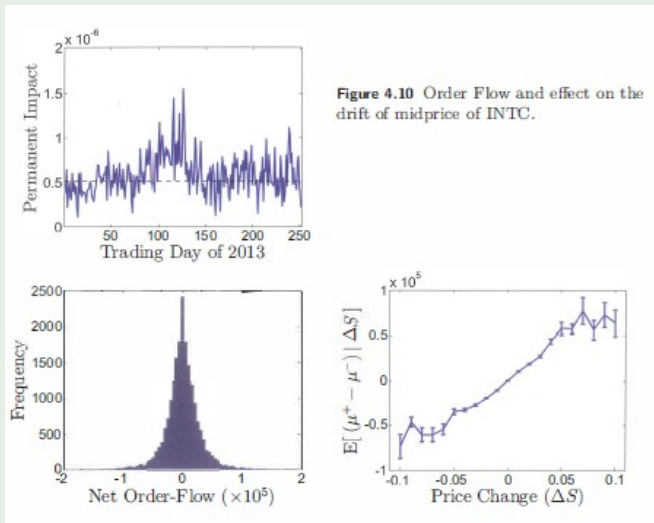 2 x 10^-6
1.5
1
0.5
0
Permanent Impact
50 100 150 200 250
Trading Day of 2013
Figure 4.10 Order Flow and effect on the
drift of midprice of INTC.
2500
2000
1500
1000
500
0
Frequency
-2 -1 0 1 2
Net Order-Flow (×10^5)
1 x 10^5
0.5
0
-0.5
-1
E[(μ^+ − μ^-) | ΔS]
-0.1 -0.05 0 0.05 0.1
Price Change (ΔS)